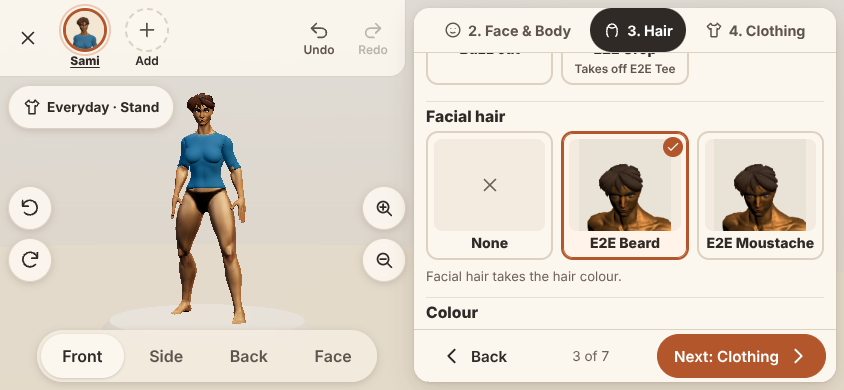 Sami
Add
Undo
Redo
2. Face & Body
3. Hair
4. Clothing
Everyday · Stand
Takes off E2E Tee
Facial hair
None
E2E Beard
E2E Moustache
Facial hair takes the hair colour.
Colour
Front
Side
Back
Face
Back
3 of 7
Next: Clothing